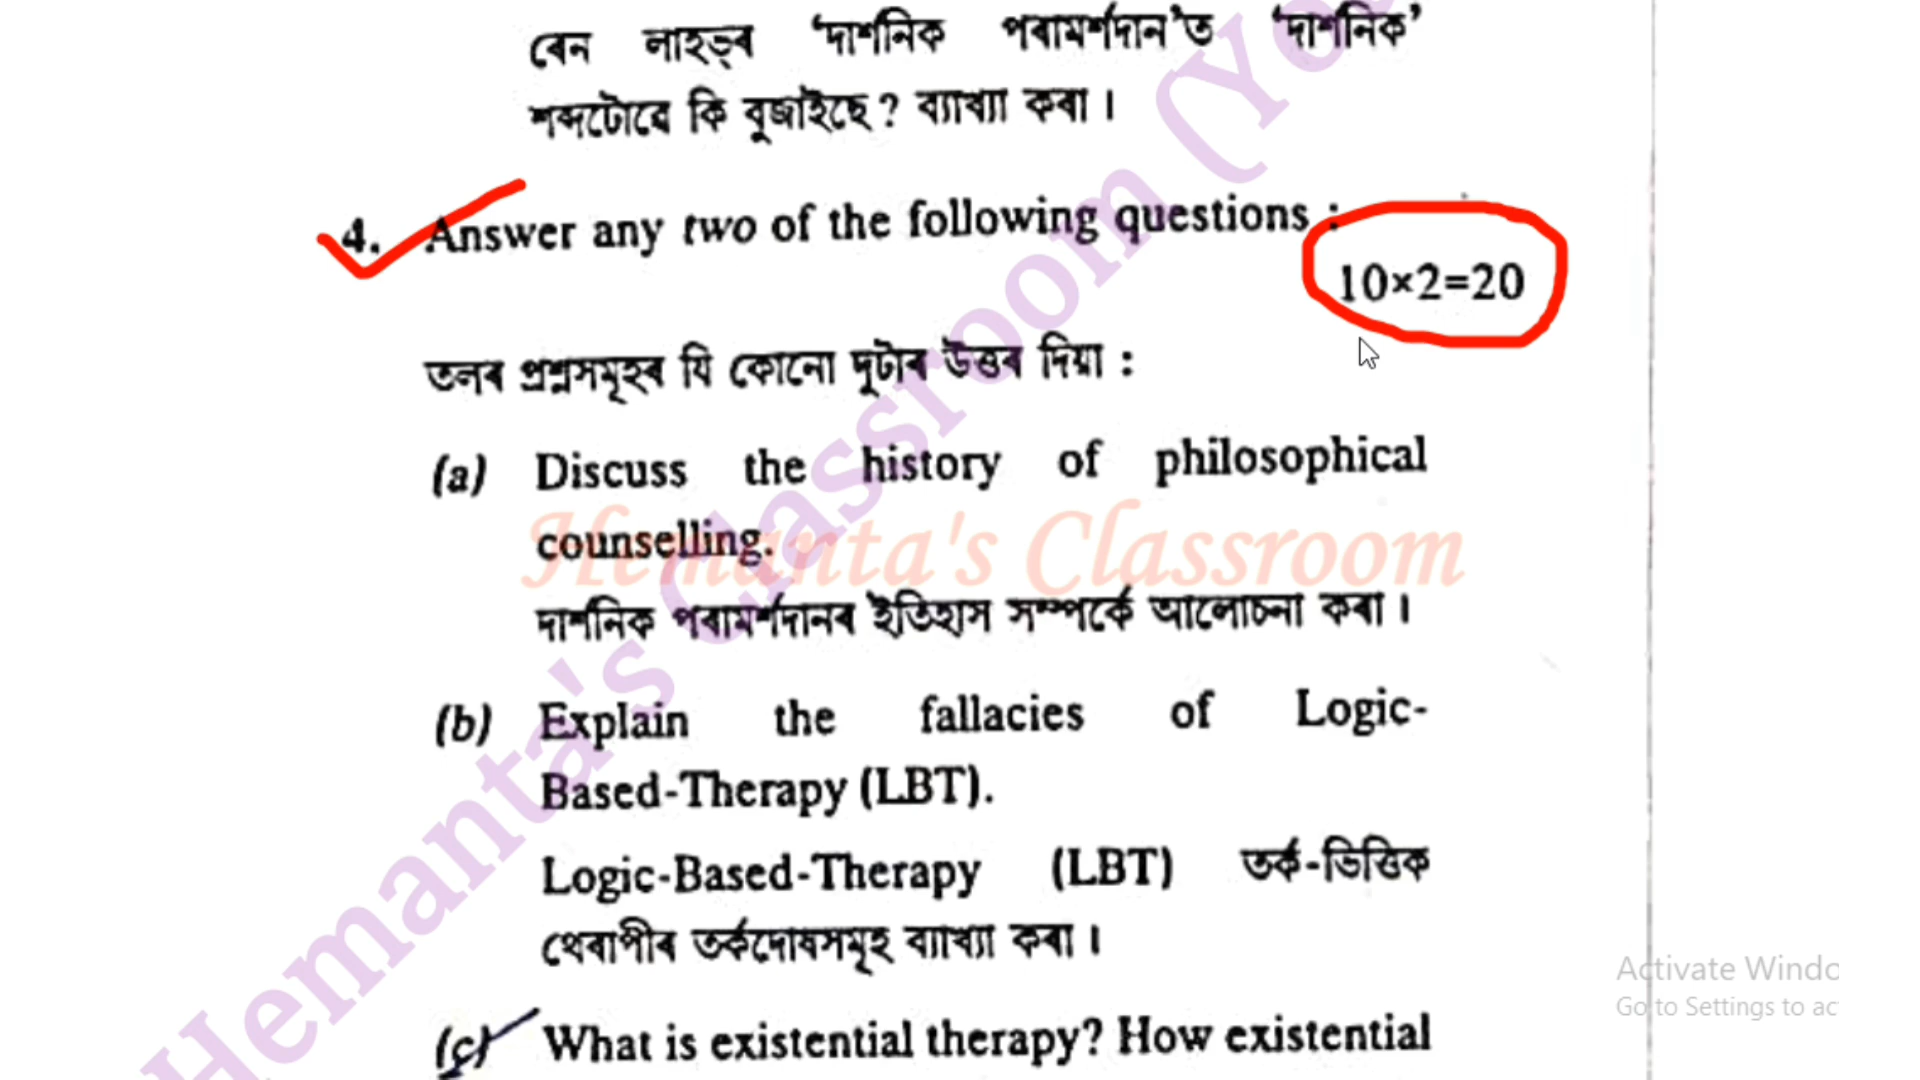 ৰেন লাহড্ৰ 'দাৰ্শনিক পৰামৰ্শদান'ত 'দাৰ্শনিক'
শব্দটোৱে কি বুজাইছে? ব্যাখ্যা কৰা।
4. Answer any two of the following questions :
10×2=20
তলৰ প্ৰশ্নসমূহৰ যি কোনো দুটাৰ উত্তৰ দিয়া :
(a) Discuss the history of philosophical
counselling.
Hemanta's Classroom
দাৰ্শনিক পৰামৰ্শদানৰ ইতিহাস সম্পৰ্কে আলোচনা কৰা।
(b) Explain the fallacies of Logic-
Based-Therapy (LBT).
Logic-Based-Therapy (LBT) তৰ্ক-ভিত্তিক
থেৰাপীৰ তৰ্কদোষসমূহ ব্যাখ্যা কৰা।
(c) What is existential therapy? How existential
Hemanta's Classroom (You
Activate Windo
Go to Settings to ac